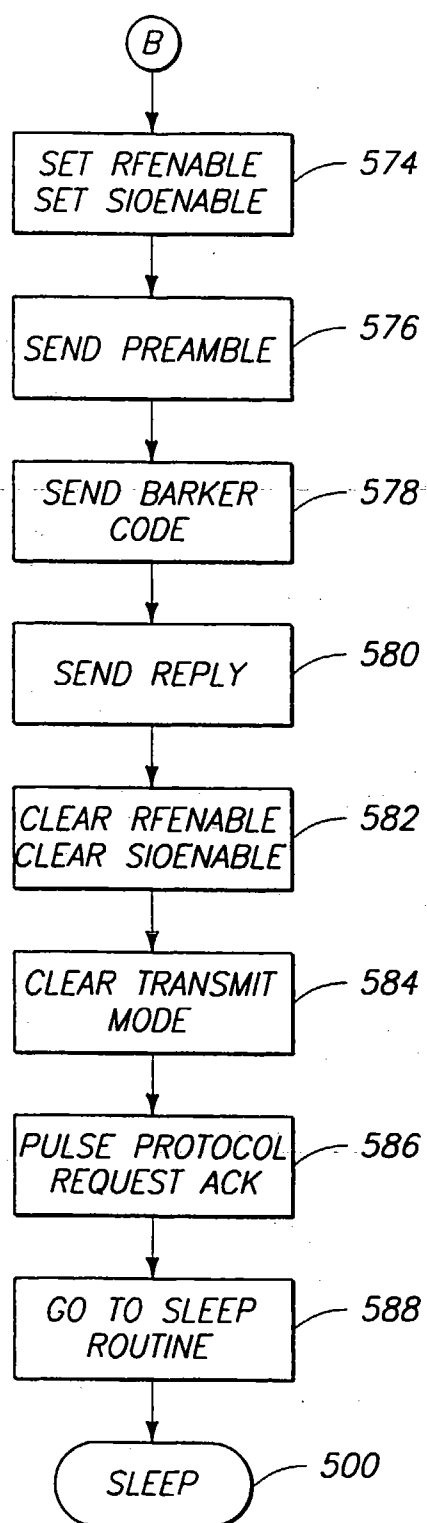 B
SET RFENABLE
SET SIOENABLE
574
SEND PREAMBLE
576
SEND BARKER
CODE
578
SEND REPLY
580
CLEAR RFENABLE
CLEAR SIOENABLE
582
CLEAR TRANSMIT
MODE
584
PULSE PROTOCOL
REQUEST ACK
586
GO TO SLEEP
ROUTINE
588
SLEEP
500